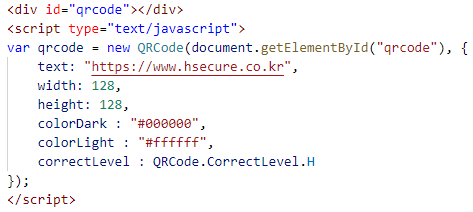 <div id="qrcode"></div>
<script type="text/javascript">
var qrcode = new QRCode(document.getElementById("qrcode"), {
    text: "https://www.hsecure.co.kr",
    width: 128,
    height: 128,
    colorDark : "#000000",
    colorLight : "#ffffff",
    correctLevel : QRCode.CorrectLevel.H
});
</script>